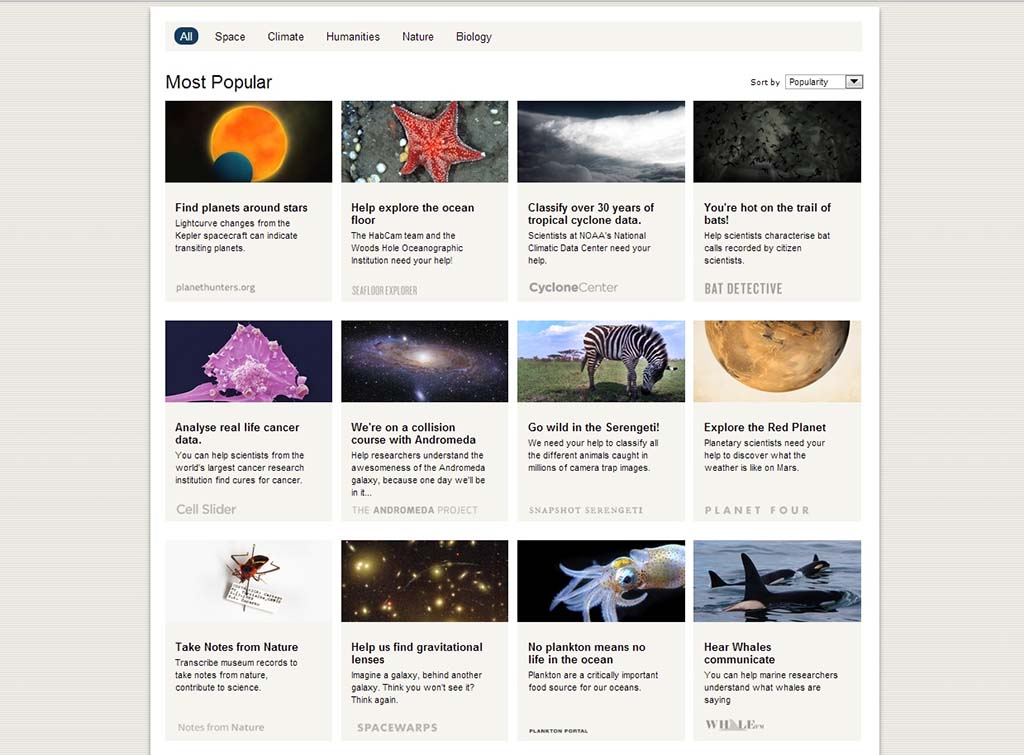 All Space Climate Humanities Nature Biology
Most Popular
Sort by Popularity
Find planets around stars
Lightcurve changes from the
Kepler spacecraft can indicate
transiting planets.
planethunters.org
Help explore the ocean
floor
The HabCam team and the
Woods Hole Oceanographic
Institution need your help!
SEAFLOOR EXPLORER
Classify over 30 years of
tropical cyclone data.
Scientists at NOAA's National
Climatic Data Center need your
help.
CycloneCenter
You're hot on the trail of
bats!
Help scientists characterise bat
calls recorded by citizen
scientists.
BAT DETECTIVE
Analyse real life cancer
data.
You can help scientists from the
world's largest cancer research
institution find cures for cancer.
Cell Slider
We're on a collision
course with Andromeda
Help researchers understand the
awesomeness of the Andromeda
galaxy, because one day we'll be
in it...
THE ANDROMEDA PROJECT
Go wild in the Serengeti!
We need your help to classify all
the different animals caught in
millions of camera trap images.
SNAPSHOT SERENGETI
Explore the Red Planet
Planetary scientists need your
help to discover what the
weather is like on Mars.
PLANET FOUR
Take Notes from Nature
Transcribe museum records to
take notes from nature,
contribute to science.
Notes from Nature
Help us find gravitational
lenses
Imagine a galaxy, behind another
galaxy. Think you won't see it?
Think again.
SPACEWARPS
No plankton means no
life in the ocean
Plankton are a critically important
food source for our oceans.
PLANKTON PORTAL
Hear Whales
communicate
You can help marine researchers
understand what whales are
saying
WHALE.FM